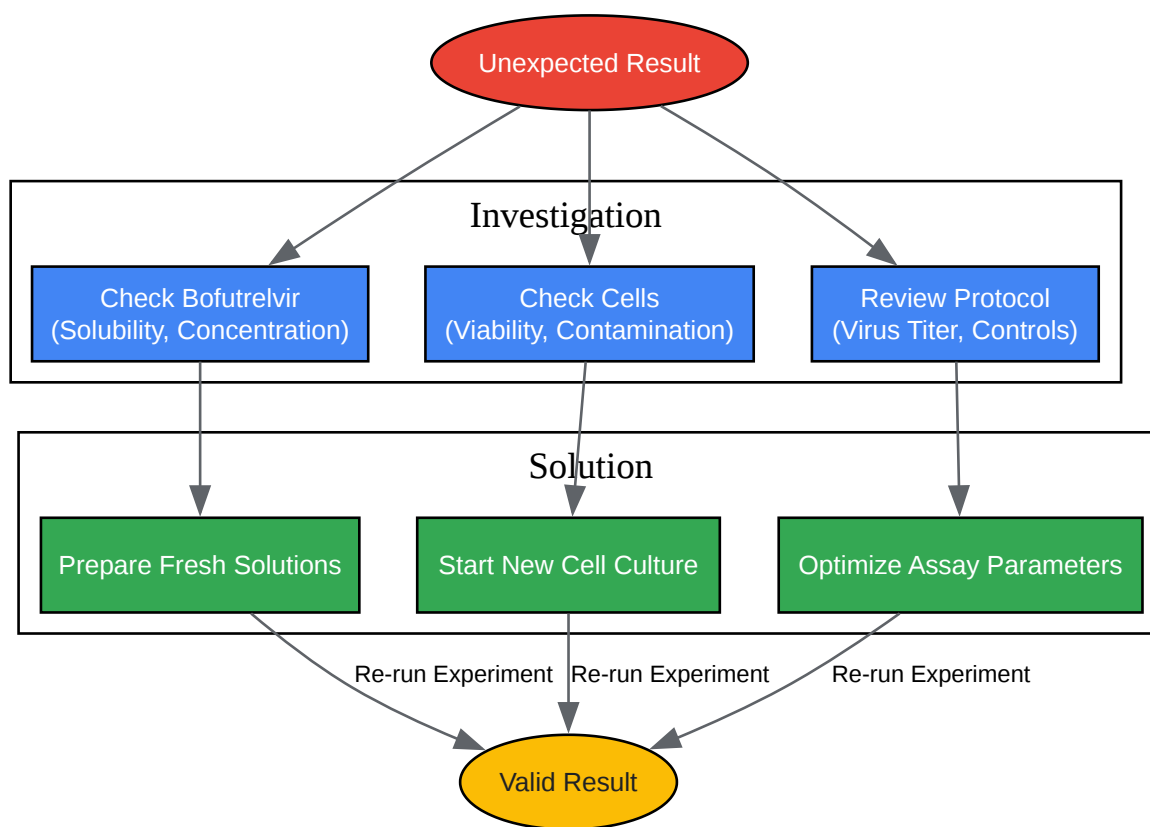 Unexpected Result
Investigation
Check Bofutrelvir
(Solubility, Concentration)
Check Cells
(Viability, Contamination)
Review Protocol
(Virus Titer, Controls)
Solution
Prepare Fresh Solutions
Start New Cell Culture
Optimize Assay Parameters
Re-run Experiment
Re-run Experiment
Re-run Experiment
Valid Result